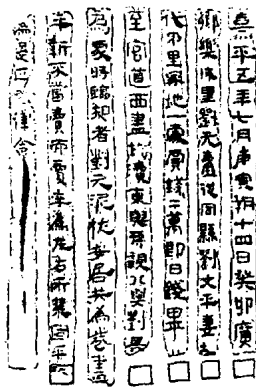 熹平五年七月庚寅朔十四日癸卯廣
鄉樂成里劉元臺從同縣劉文平妻
代夷里冢地一處賈錢二萬即日錢畢
至官道西盡墳瀆東與房親北與劉景
為冢時臨知者劉元泥枕安居共為券書
平折不當賣而賣辛為左右所禁固平
為是正如律令